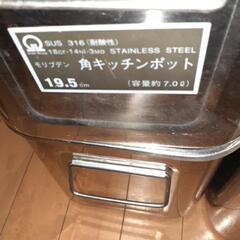 SUS 316 (耐酸性)
18Cr-14Ni-3Mo STAINLESS STEEL
モリブデン 角キッチンポット
19.5cm (容量約7.0ℓ)